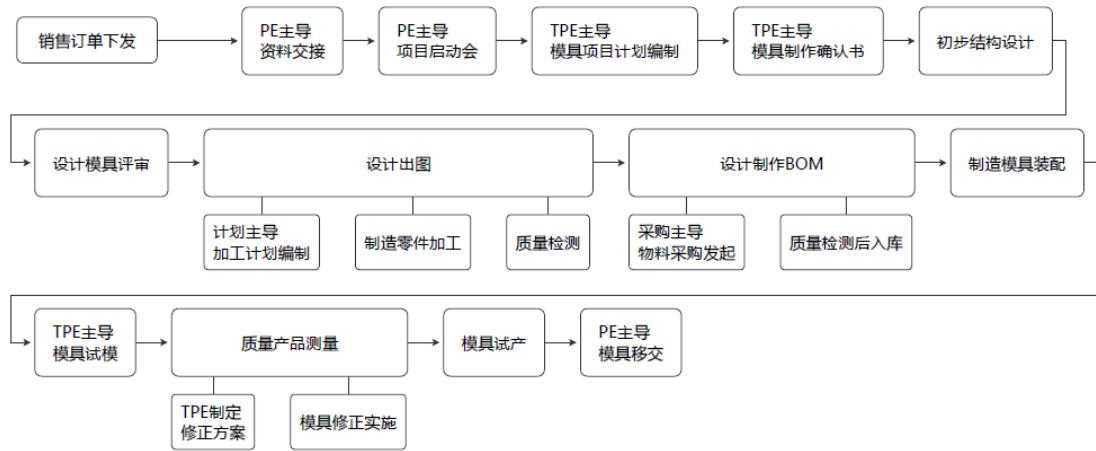 销售订单下发
PE主导
资料交接
PE主导
项目启动会
TPE主导
模具项目计划编制
TPE主导
模具制作确认书
初步结构设计
设计模具评审
设计出图
设计制作BOM
制造模具装配
计划主导
加工计划编制
制造零件加工
质量检测
采购主导
物料采购发起
质量检测后入库
TPE主导
模具试模
质量产品测量
模具试产
PE主导
模具移交
TPE制定
修正方案
模具修正实施